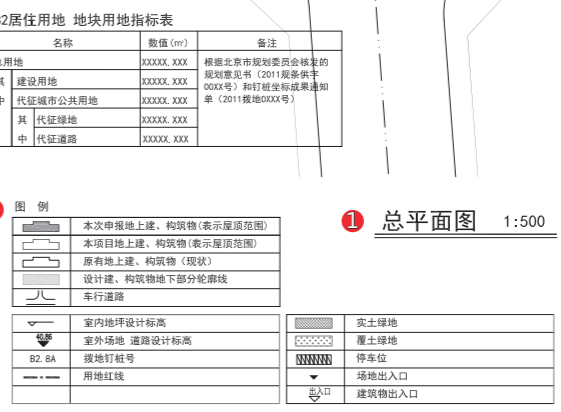 2居住用地 地块用地指标表
名称 数值(㎡) 备注
用地 XXXXX.XXX 根据北京市规划委员会核发的
其 建设用地 XXXXX.XXX 规划意见书（2011规条供字
00XX号）和钉桩坐标成果通知
中 代征城市公共用地 XXXXX.XXX 单（2011拨地0XXX号）
其 代征绿地 XXXXX.XXX
中 代征道路 XXXXX.XXX
图 例
本次申报地上建、构筑物(表示屋顶范围)
1 总平面图 1:500
本项目地上建、构筑物(表示屋顶范围)
原有地上建、构筑物（现状）
设计建、构筑物地下部分轮廓线
车行道路
室内地坪设计标高 实土绿地
40.86 室外场地 道路设计标高 覆土绿地
B2.8A 拨地钉桩号 停车位
用地红线 场地出入口
出入口 建筑物出入口